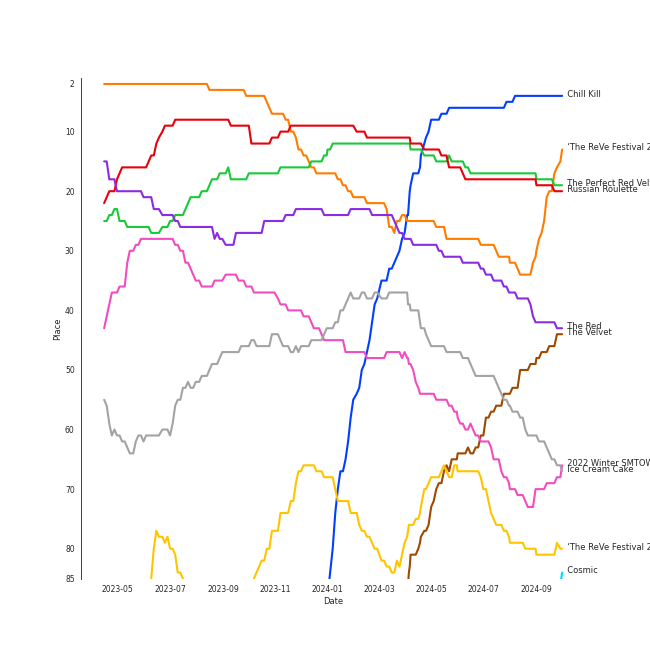 2
Chill Kill
10
'The ReVe Festival 2
The Perfect Red Vel
20
Russian Roulette
30
40
Place
The Red
The Velvet
50
60
2022 Winter SMTOW
Ice Cream Cake
70
80
'The ReVe Festival 2
Cosmic
85
2023-05 2023-07 2023-09 2023-11 2024-01 2024-03 2024-05 2024-07 2024-09
Date